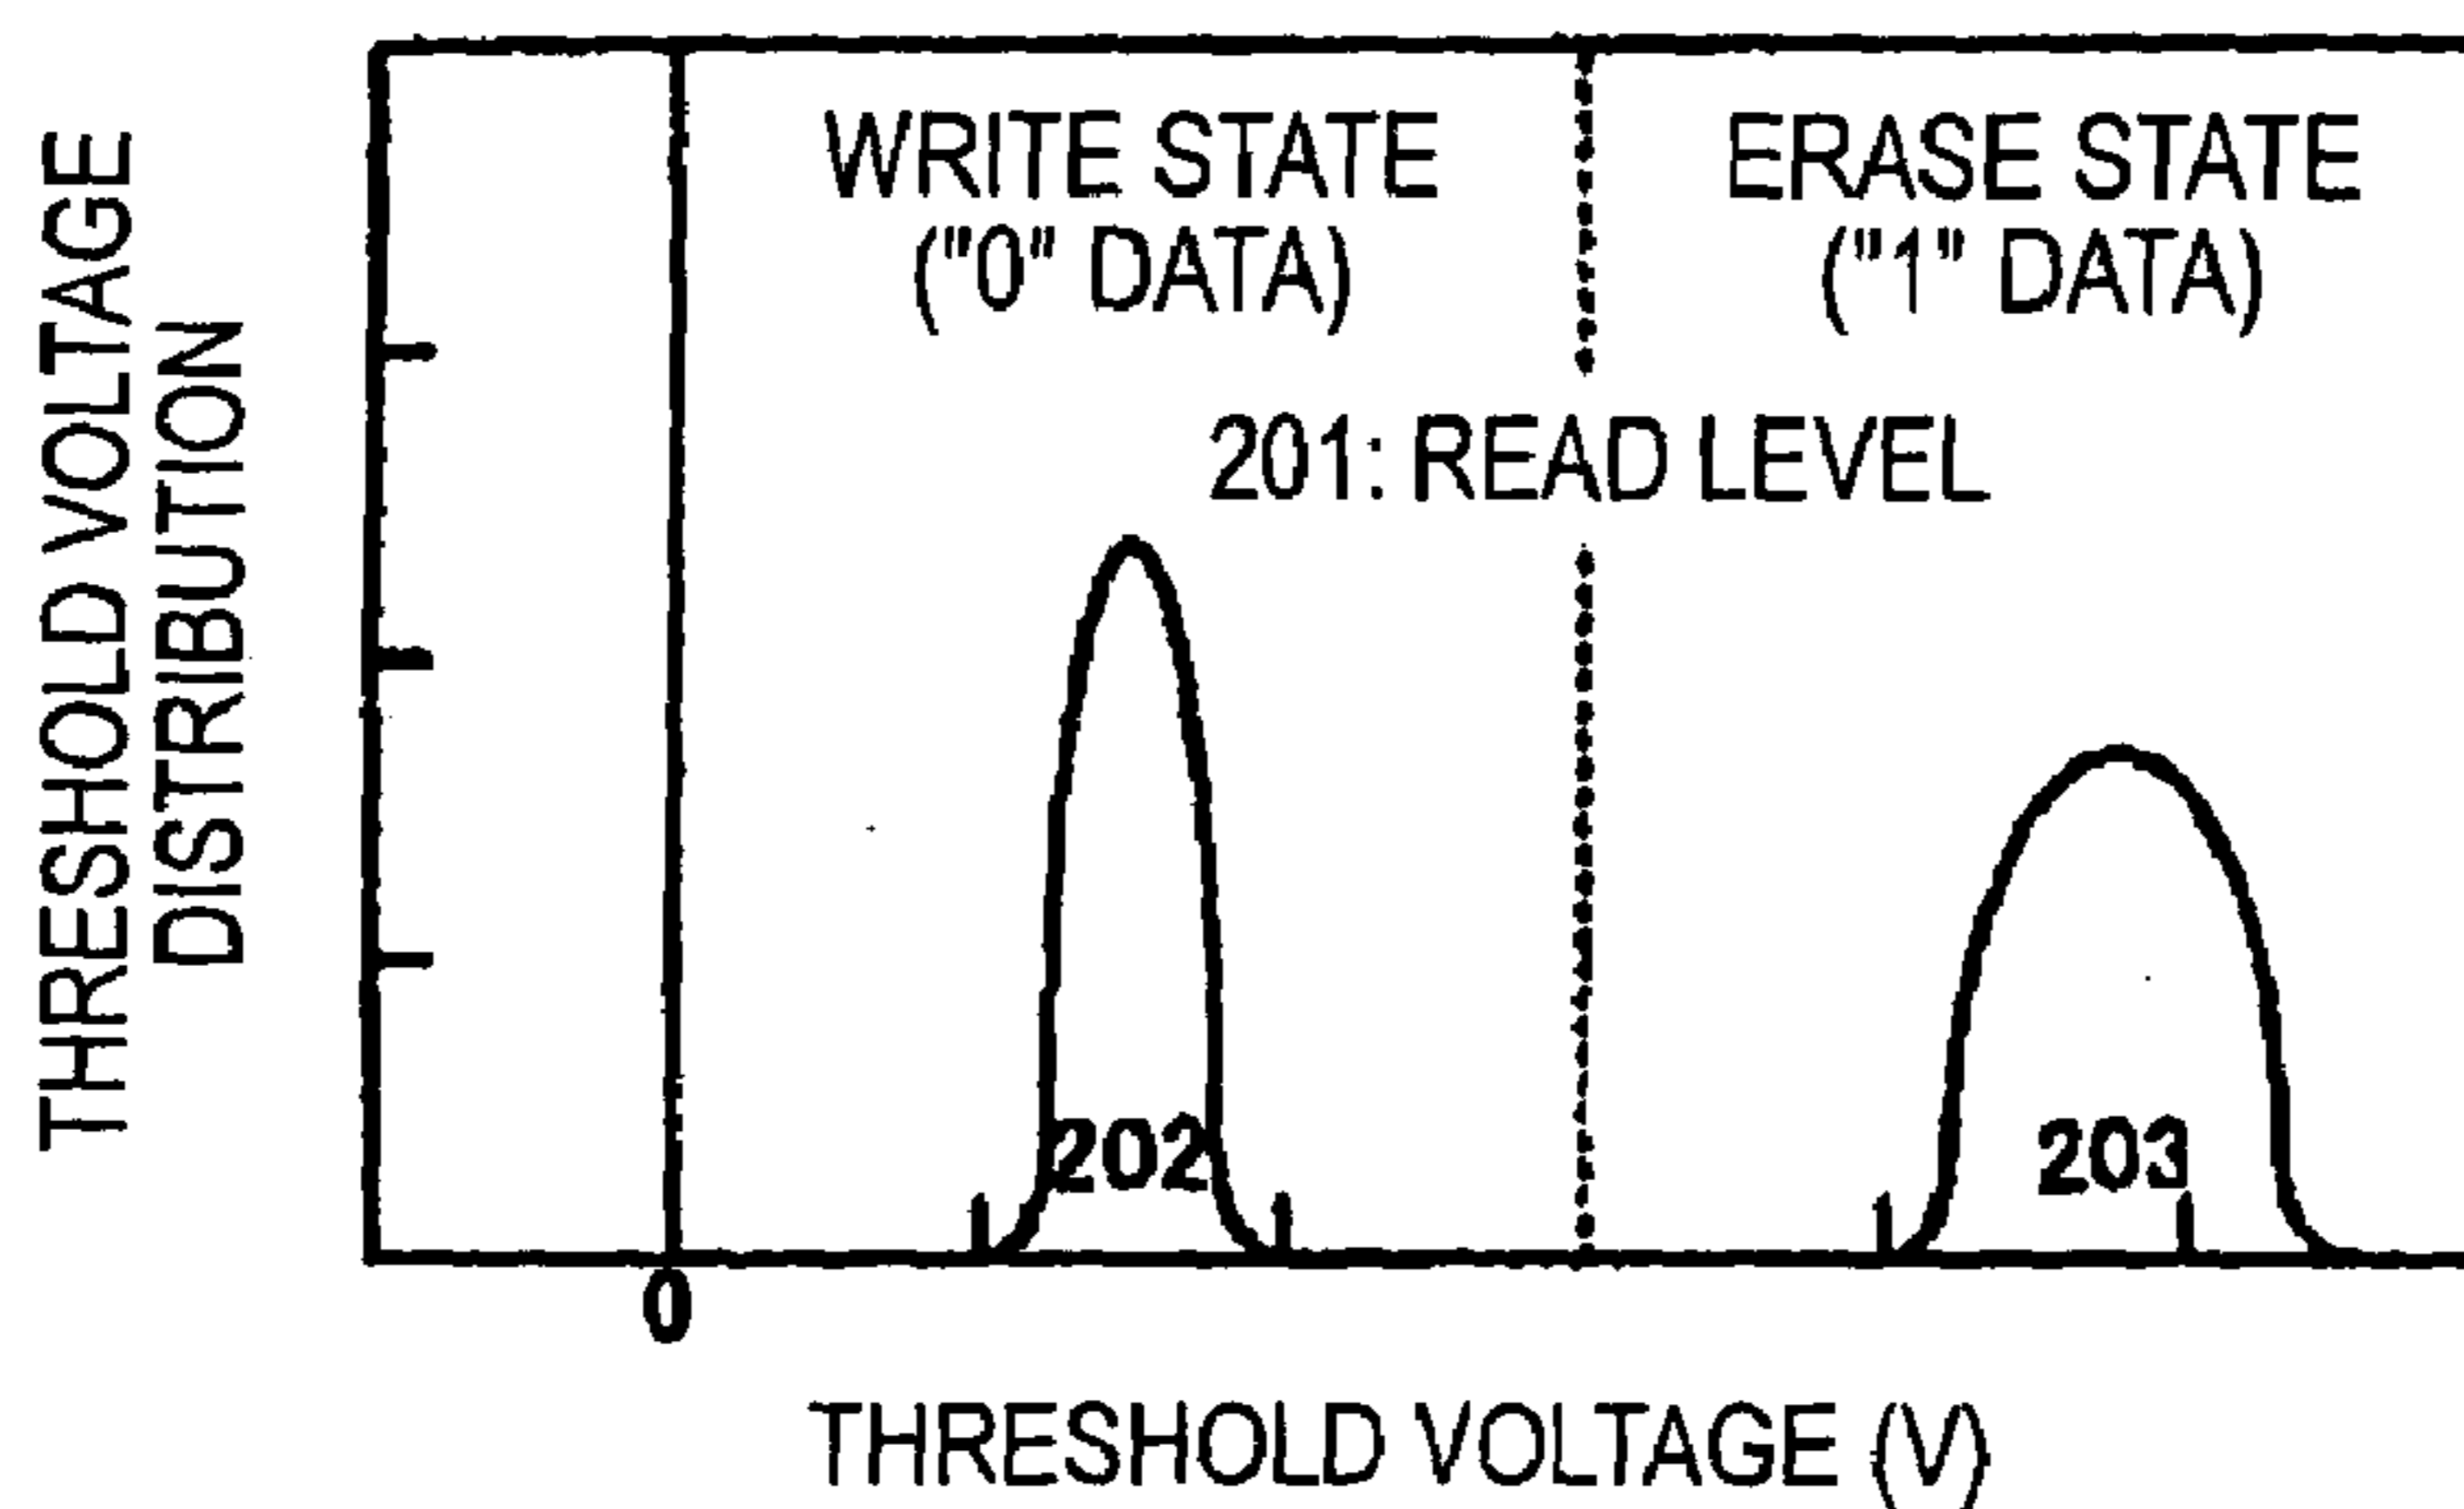 THRESHOLD VOLTAGE
DISTRIBUTION
WRITE STATE
("0" DATA)
ERASE STATE
("1" DATA)
201: READ LEVEL
202
203
0
THRESHOLD VOLTAGE (V)